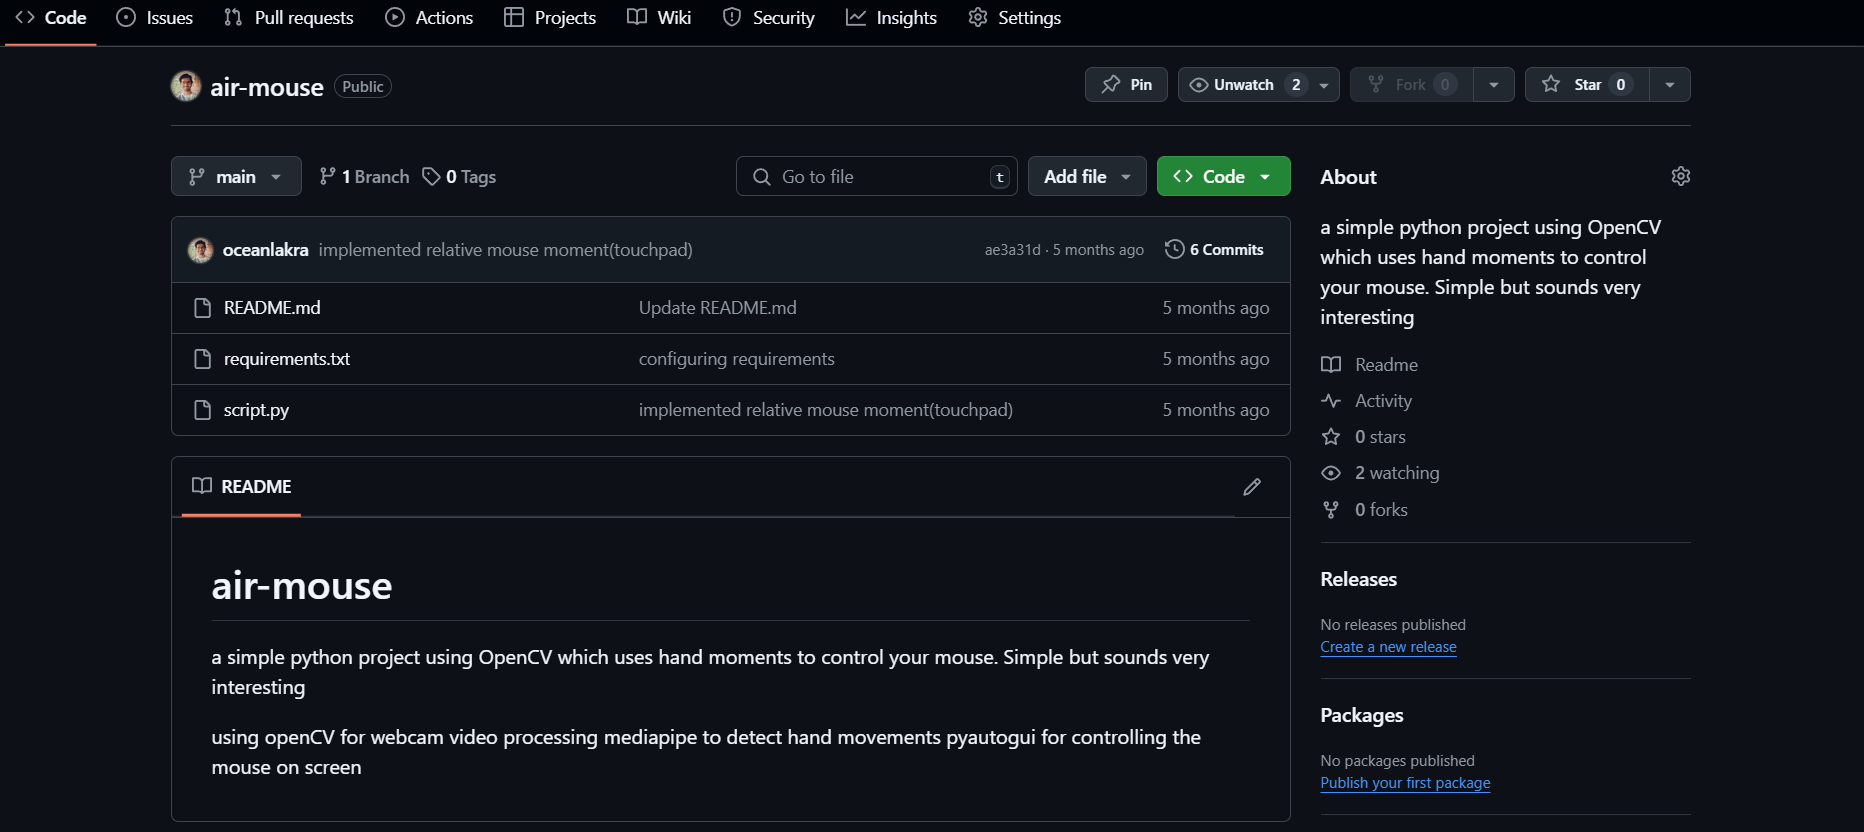 Code Issues Pull requests Actions Projects Wiki Security Insights Settings
air-mouse Public Pin Unwatch 2 Fork 0 Star 0
main 1 Branch 0 Tags Go to file t Add file Code
oceanlakra implemented relative mouse moment(touchpad) ae3a31d · 5 months ago 6 Commits
README.md Update README.md 5 months ago
requirements.txt configuring requirements 5 months ago
script.py implemented relative mouse moment(touchpad) 5 months ago
README
air-mouse
a simple python project using OpenCV which uses hand moments to control your mouse. Simple but sounds very
interesting
using openCV for webcam video processing mediapipe to detect hand movements pyautogui for controlling the
mouse on screen
About
a simple python project using OpenCV
which uses hand moments to control
your mouse. Simple but sounds very
interesting
Readme
Activity
0 stars
2 watching
0 forks
Releases
No releases published
Create a new release
Packages
No packages published
Publish your first package